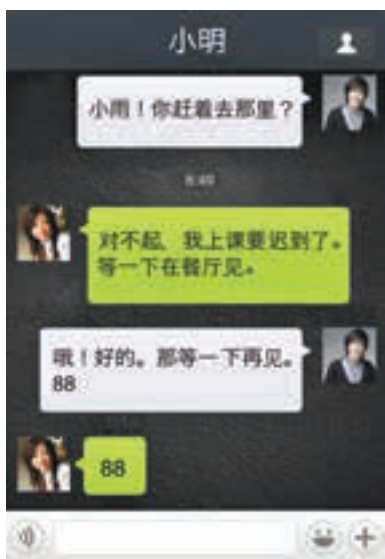 小明
小雨！你赶着去那里？
6:49
对不起，我上课要迟到了。
等一下在餐厅见。
哦！好的。那等一下再见。
88
88